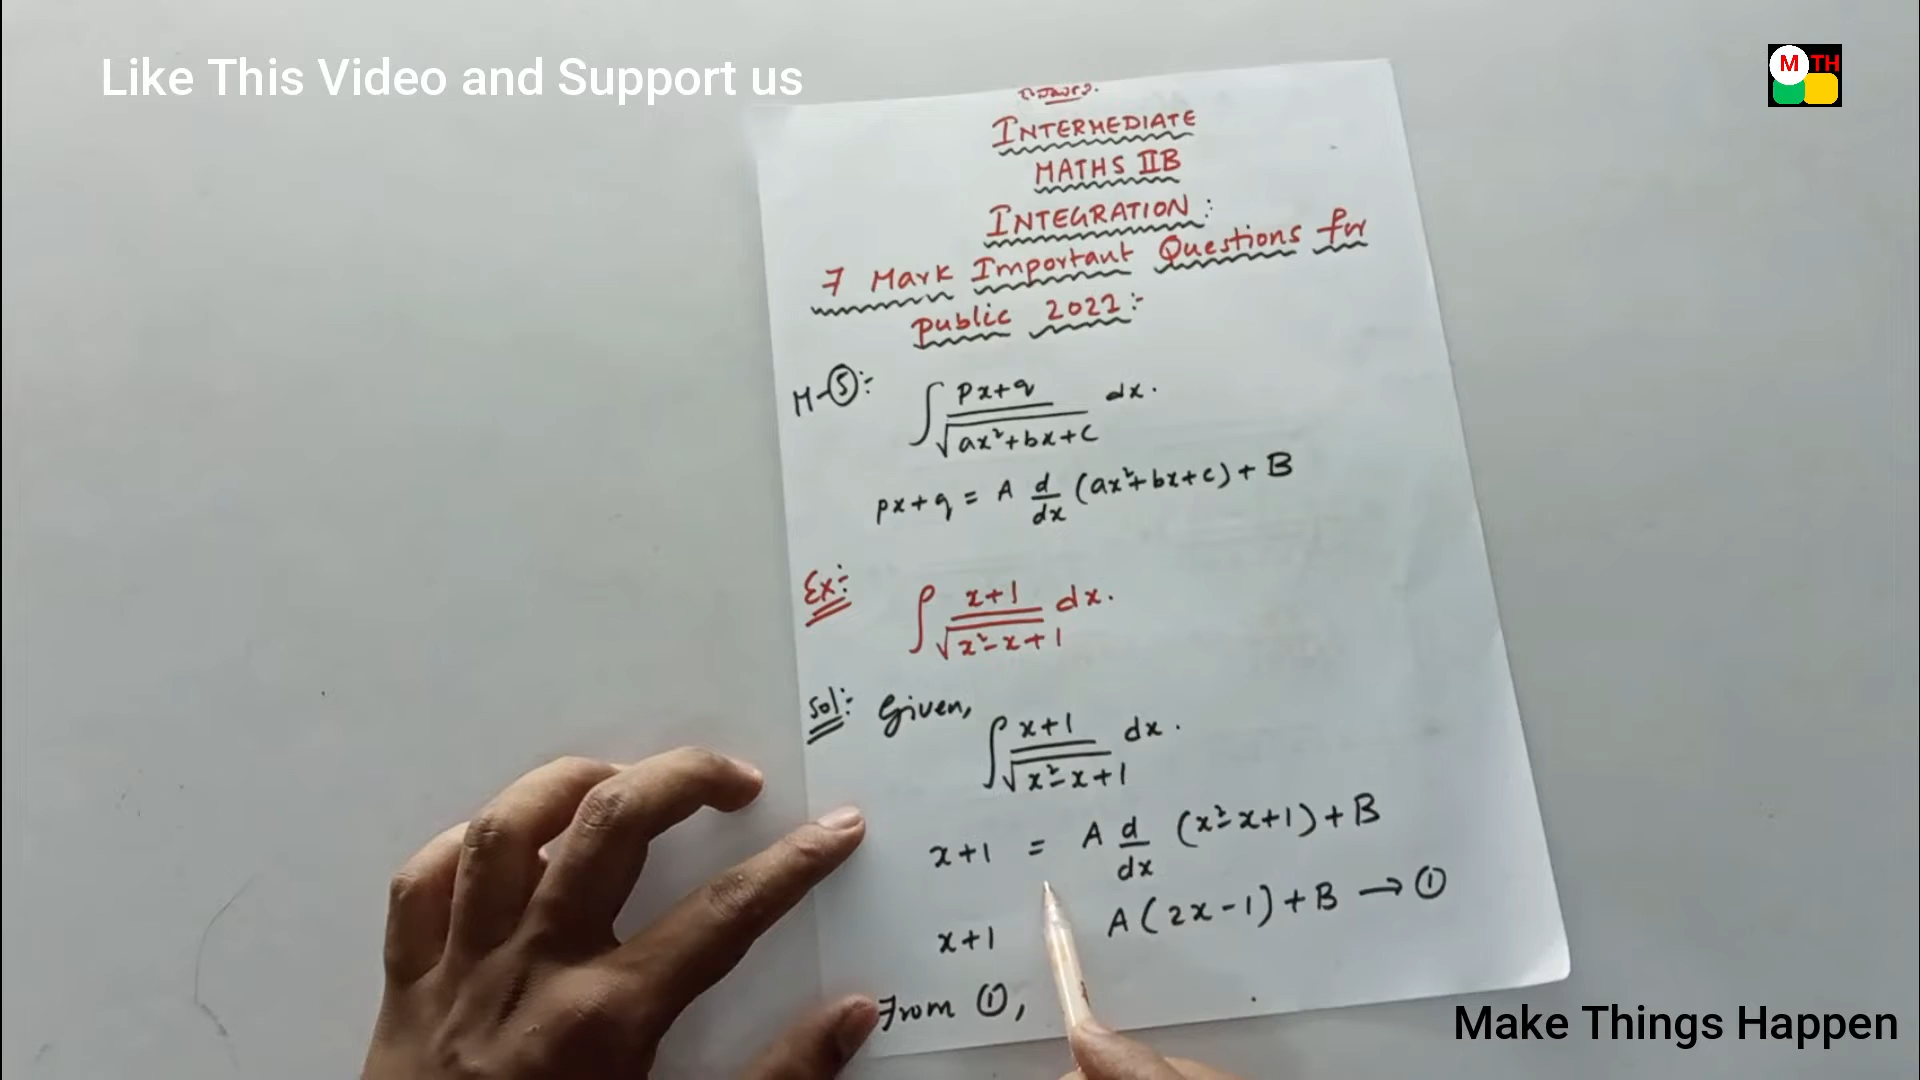 Like This Video and Support us
M TH
INTERMEDIATE
MATHS IIB
INTEGRATION:
7 Mark Important Questions for
public 2022:-
M-⑤:- ∫ px+q/√ax²+bx+c dx.
px+q = A d/dx (ax²+bx+c) + B
Ex:- ∫ x+1/√x²-x+1 dx.
Sol:- Given, ∫ x+1/√x²-x+1 dx.
x+1 = A d/dx (x²-x+1) + B
x+1 A(2x-1)+B → ①
From ①,
Make Things Happen